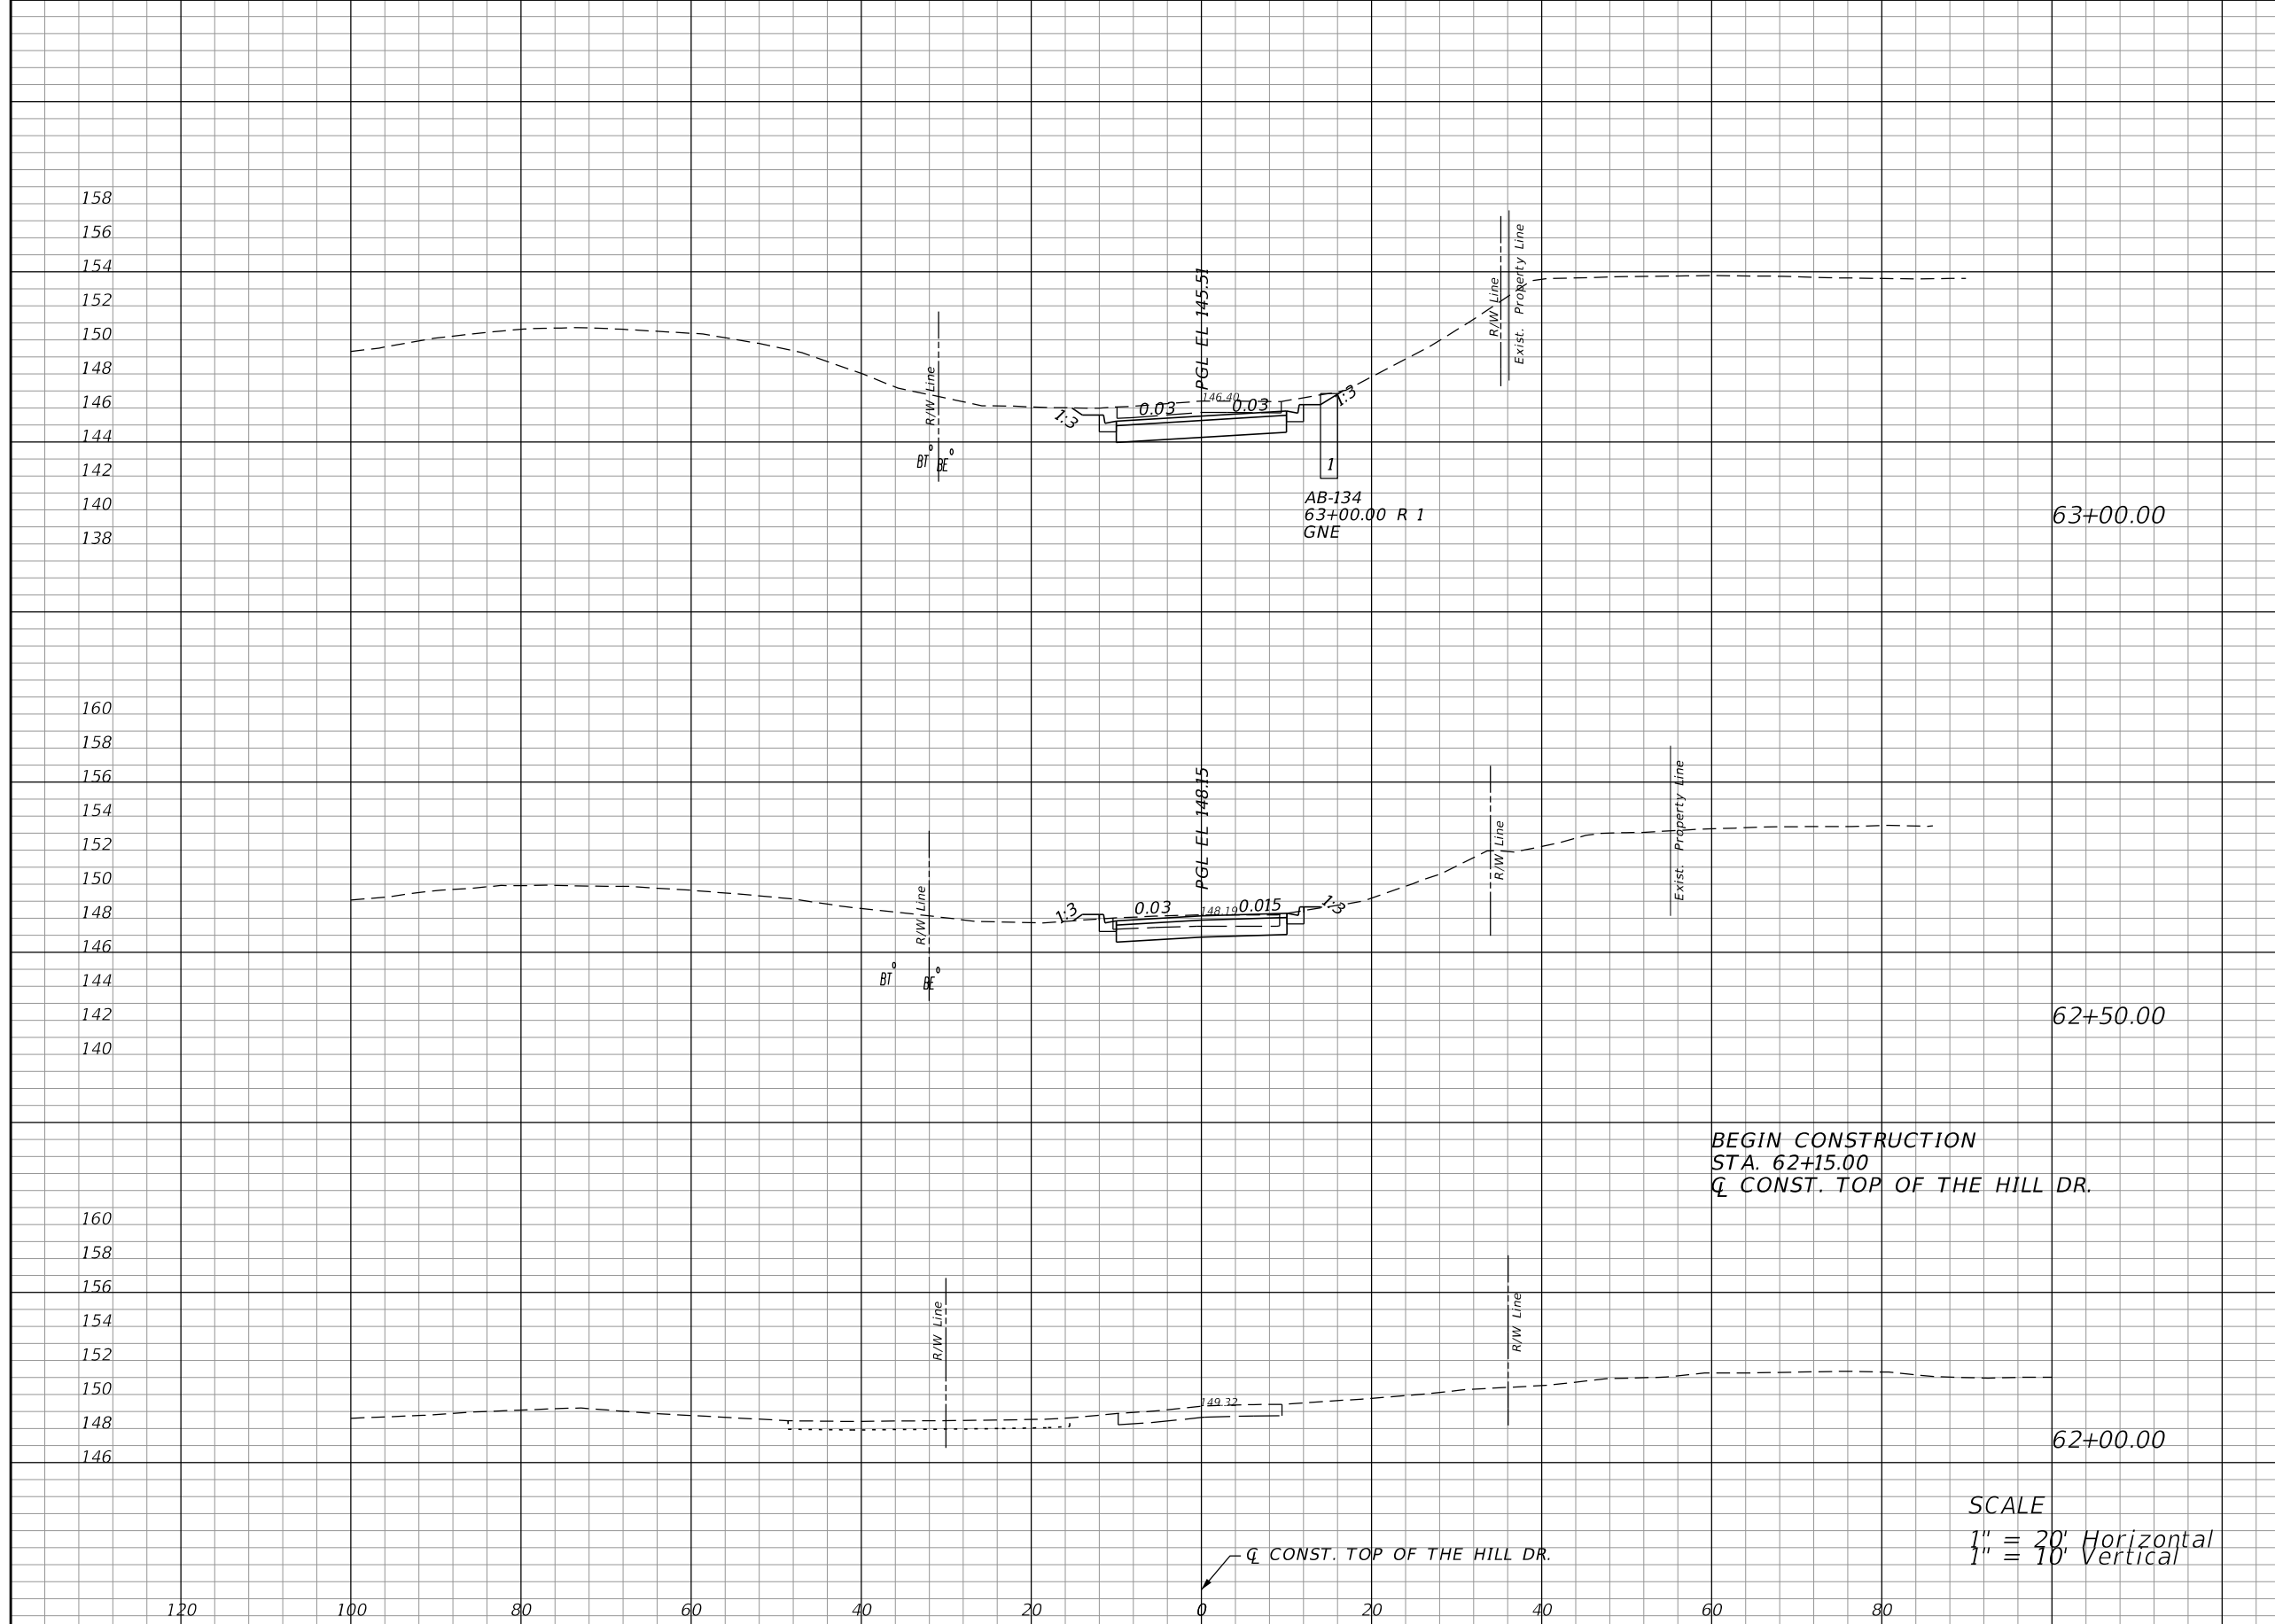 158
156
154
152
150
148
146
144
142
140
138
PGL EL 145.51
146.40
0.03
0.03
1:3
1:3
R/W Line
R/W Line
Exist. Property Line
BT
BE
1
AB-134
63+00.00 R 1
GNE
63+00.00
160
158
156
154
152
150
148
146
144
142
140
PGL EL 148.15
148.19
0.03
0.015
1:3
1:3
R/W Line
R/W Line
Exist. Property Line
BT
BE
62+50.00
BEGIN CONSTRUCTION
STA. 62+15.00
℄ CONST. TOP OF THE HILL DR.
160
158
156
154
152
150
148
146
R/W Line
149.32
R/W Line
62+00.00
SCALE
1" = 20' Horizontal
1" = 10' Vertical
℄ CONST. TOP OF THE HILL DR.
120 100 80 60 40 20 0 20 40 60 80